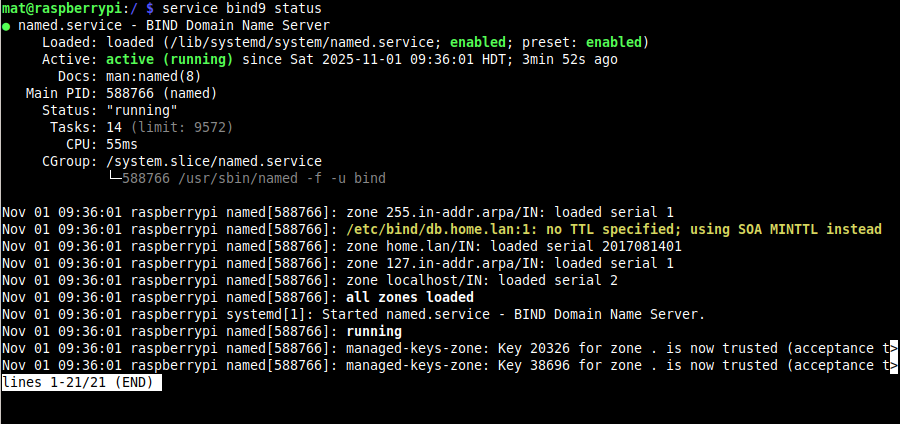 mat@raspberrypi:/ $ service bind9 status
● named.service - BIND Domain Name Server
     Loaded: loaded (/lib/systemd/system/named.service; enabled; preset: enabled)
     Active: active (running) since Sat 2025-11-01 09:36:01 HDT; 3min 52s ago
       Docs: man:named(8)
   Main PID: 588766 (named)
     Status: "running"
      Tasks: 14 (limit: 9572)
        CPU: 55ms
     CGroup: /system.slice/named.service
             └─588766 /usr/sbin/named -f -u bind

Nov 01 09:36:01 raspberrypi named[588766]: zone 255.in-addr.arpa/IN: loaded serial 1
Nov 01 09:36:01 raspberrypi named[588766]: /etc/bind/db.home.lan:1: no TTL specified; using SOA MINTTL instead
Nov 01 09:36:01 raspberrypi named[588766]: zone home.lan/IN: loaded serial 2017081401
Nov 01 09:36:01 raspberrypi named[588766]: zone 127.in-addr.arpa/IN: loaded serial 1
Nov 01 09:36:01 raspberrypi named[588766]: zone localhost/IN: loaded serial 2
Nov 01 09:36:01 raspberrypi named[588766]: all zones loaded
Nov 01 09:36:01 raspberrypi systemd[1]: Started named.service - BIND Domain Name Server.
Nov 01 09:36:01 raspberrypi named[588766]: running
Nov 01 09:36:01 raspberrypi named[588766]: managed-keys-zone: Key 20326 for zone . is now trusted (acceptance t>
Nov 01 09:36:01 raspberrypi named[588766]: managed-keys-zone: Key 38696 for zone . is now trusted (acceptance t>
lines 1-21/21 (END)